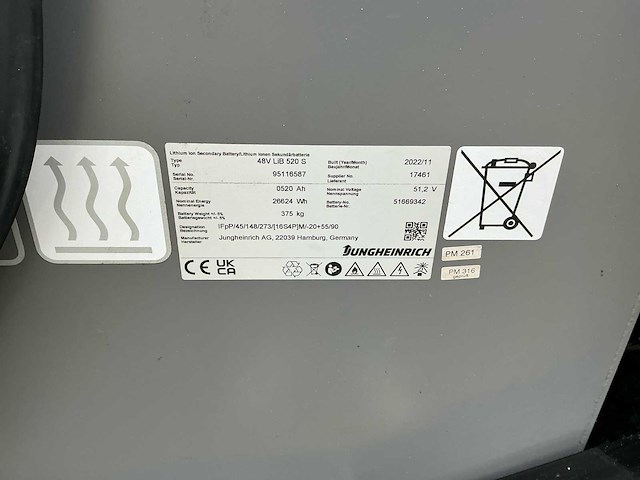 Lithium Ion Secondary Battery/Lithium Ionen Sekundärbatterie
Type 48V LiB 520 S Built (Year/Month) 2022/11
Typ Baujahr/Monat
Serial No. 95116587 Supplier No. 17461
Serial-Nr. Lieferant
Capacity 0520 Ah Nominal Voltage 51,2 V
Kapazität Nennspannung
Nominal Energy 26624 Wh Battery-No. 51669342
Nennenergie Batterie-Nr.
Battery Weight +/- 5% 375 kg
Batteriegewicht +/- 5%
Designation IFpP/45/148/273/[16S4P]M/-20+55/90
Bezeichnung
Manufacturer Jungheinrich AG, 22039 Hamburg, Germany
Hersteller
JUNGHEINRICH
CE UK CA
PM 261
PM 316